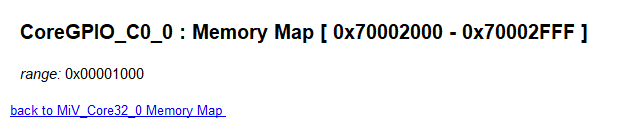 CoreGPIO_C0_0 : Memory Map [ 0x70002000 - 0x70002FFF ]
range: 0x00001000
back to MiV_Core32_0 Memory Map